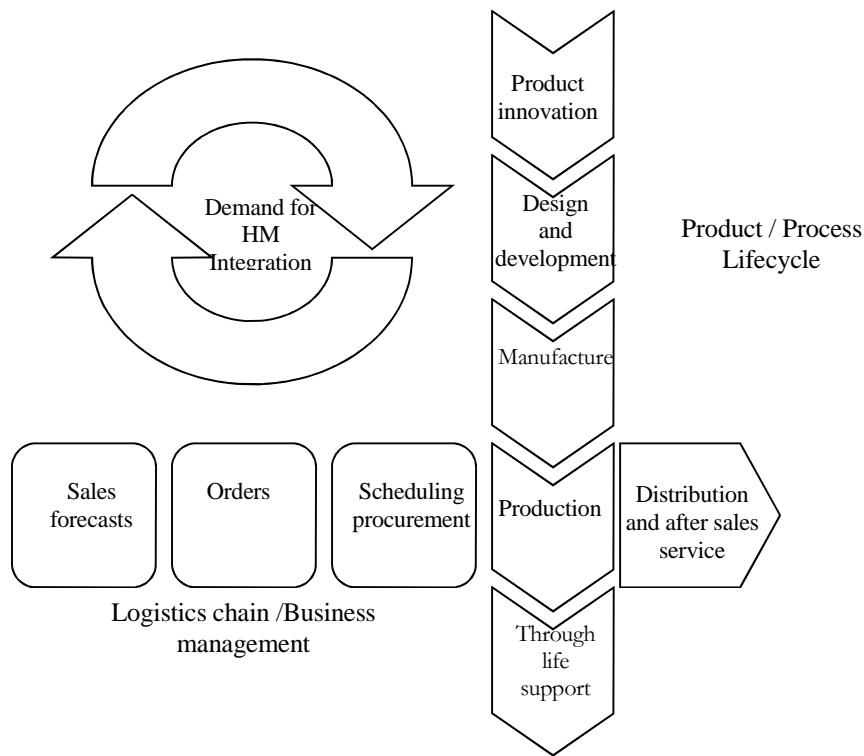 Product
innovation
Demand for
HM
Integration
Design
and
development
Product / Process
Lifecycle
Manufacture
Sales
forecasts
Orders
Scheduling
procurement
Production
Distribution
and after sales
service
Logistics chain /Business
management
Through
life
support